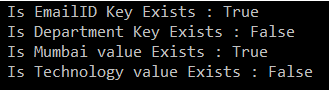 Is EmailID Key Exists : True
Is Department Key Exists : False
Is Mumbai value Exists : True
Is Technology value Exists : False